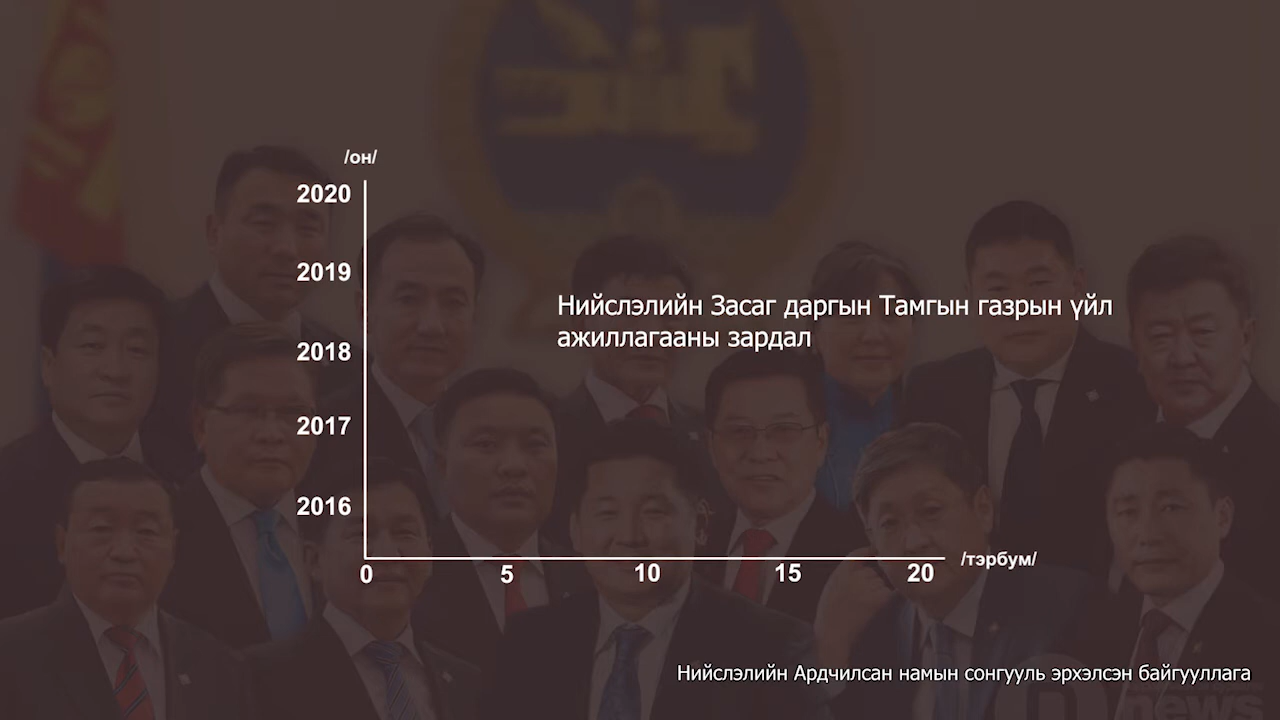 /он/
2020
2019
2018
2017
2016
0 5 10 15 20 /тэрбум/
Нийслэлийн Засаг даргын Тамгын газрын үйл
ажиллагааны зардал
Нийслэлийн Ардчилсан намын сонгууль эрхэлсэн байгууллага
news